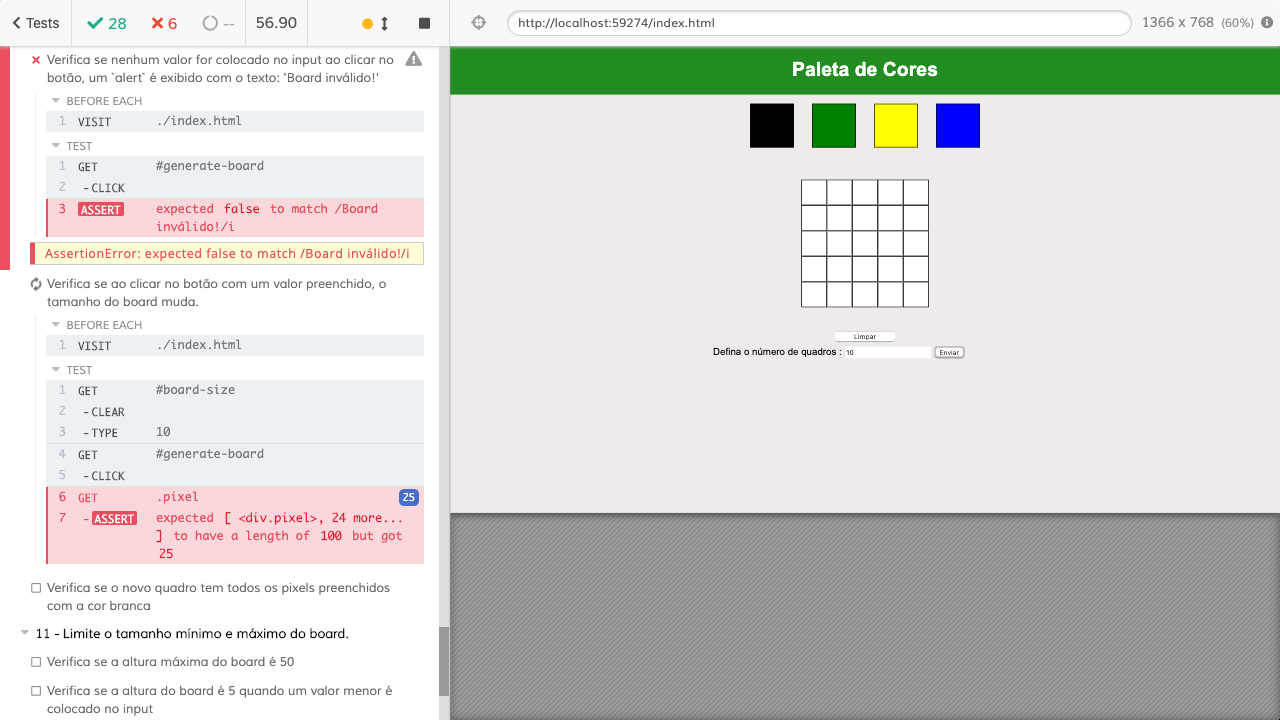 Tests
28
6
--
56.90
http://localhost:59274/index.html
1366 x 768 (60%)
Verifica se nenhum valor for colocado no input ao clicar no
botão, um `alert` é exibido com o texto: 'Board inválido!'
BEFORE EACH
1 VISIT ./index.html
TEST
1 GET #generate-board
2 -CLICK
3 ASSERT expected false to match /Board
inválido!/i
AssertionError: expected false to match /Board inválido!/i
Verifica se ao clicar no botão com um valor preenchido, o
tamanho do board muda.
BEFORE EACH
1 VISIT ./index.html
TEST
1 GET #board-size
2 -CLEAR
3 -TYPE 10
4 GET #generate-board
5 -CLICK
6 GET .pixel 25
7 -ASSERT expected [ <div.pixel>, 24 more...
] to have a length of 100 but got
25
Verifica se o novo quadro tem todos os pixels preenchidos
com a cor branca
11 - Limite o tamanho mínimo e máximo do board.
Verifica se a altura máxima do board é 50
Verifica se a altura do board é 5 quando um valor menor é
colocado no input
Paleta de Cores
Limpar
Defina o número de quadros : 10 Enviar